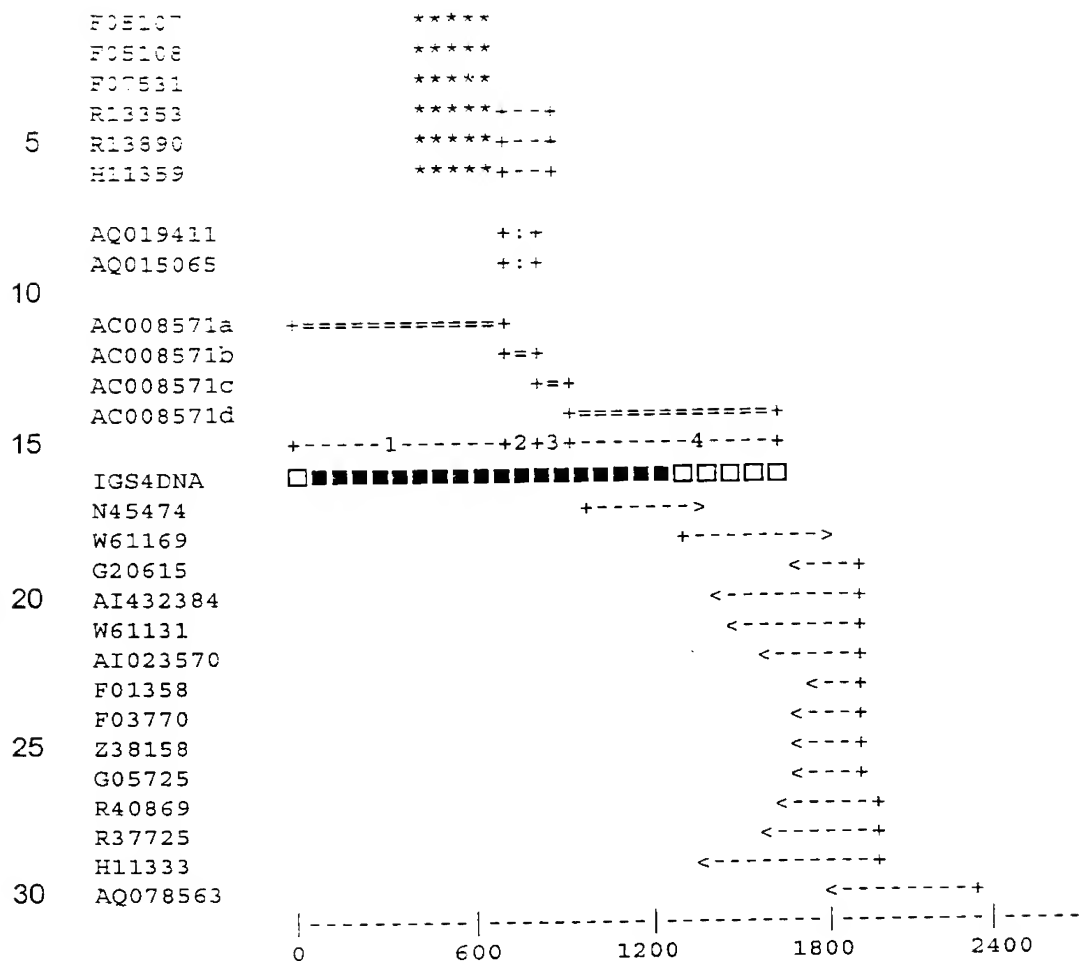 F05107 *****
F05108 *****
F07531 *****
R13353 *****+---+
5 R13890 *****+---+
H11359 *****+---+
AQ019411 +:+
AQ015065 +:+
10
AC008571a +===========+
AC008571b +=+
AC008571c +=+
AC008571d +===========+
15 +-----1------+2+3+-------4----+
IGS4DNA □■■■■■■■■■■■■■■■■■■□□□□□
N45474 +------>
W61169 +-------->
G20615 <---+
20 AI432384 <--------+
W61131 <-------+
AI023570 <-----+
F01358 <--+
F03770 <---+
25 Z38158 <---+
G05725 <---+
R40869 <-----+
R37725 <------+
H11333 <----------+
30 AQ078563 <--------+
|---------|---------|---------|--------|-----
0 600 1200 1800 2400